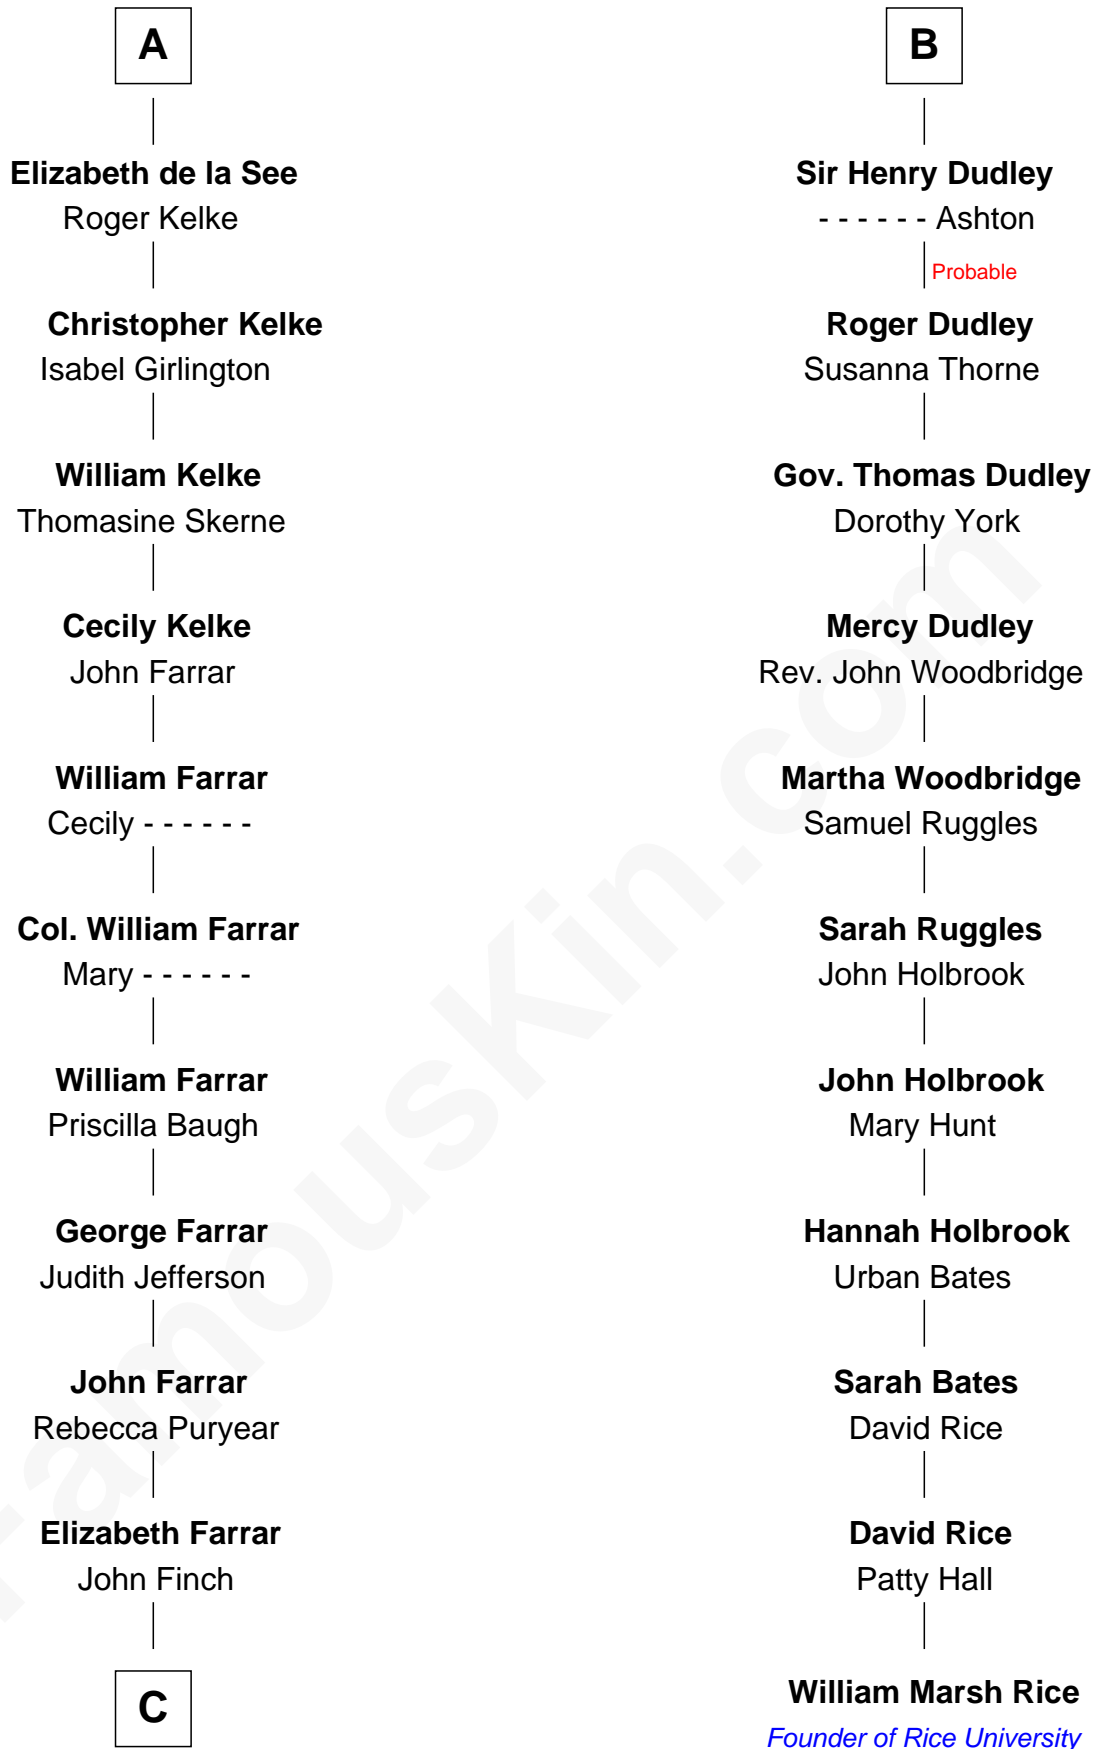 A
Elizabeth de la See
Roger Kelke
Christopher Kelke
Isabel Girlington
William Kelke
Thomasine Skerne
Cecily Kelke
John Farrar
William Farrar
Cecily - - - - - -
Col. William Farrar
Mary - - - - - -
William Farrar
Priscilla Baugh
George Farrar
Judith Jefferson
John Farrar
Rebecca Puryear
Elizabeth Farrar
John Finch
C
B
Sir Henry Dudley
- - - - - - Ashton
Probable
Roger Dudley
Susanna Thorne
Gov. Thomas Dudley
Dorothy York
Mercy Dudley
Rev. John Woodbridge
Martha Woodbridge
Samuel Ruggles
Sarah Ruggles
John Holbrook
John Holbrook
Mary Hunt
Hannah Holbrook
Urban Bates
Sarah Bates
David Rice
David Rice
Patty Hall
William Marsh Rice
Founder of Rice University
FamousKin.com